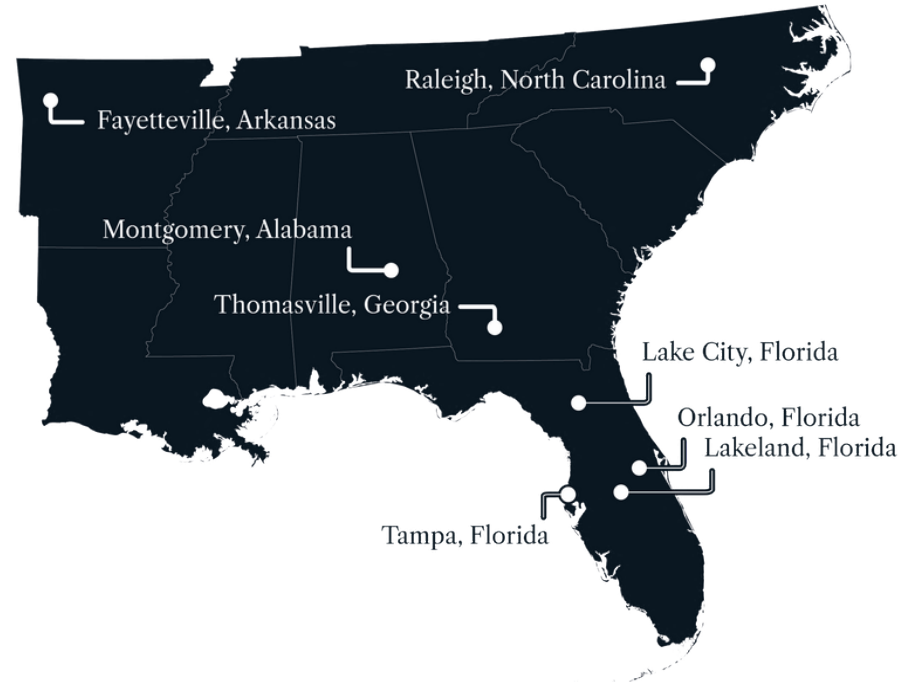 Raleigh, North Carolina
Fayetteville, Arkansas
Montgomery, Alabama
Thomasville, Georgia
Lake City, Florida
Orlando, Florida
Lakeland, Florida
Tampa, Florida